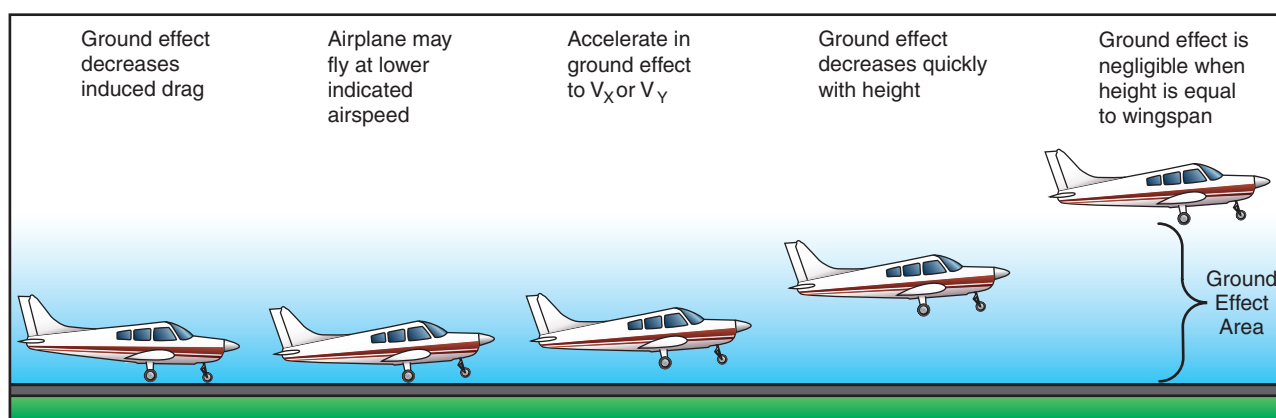 Ground effect
decreases
induced drag
Airplane may
fly at lower
indicated
airspeed
Accelerate in
ground effect
to VX or VY
Ground effect
decreases quickly
with height
Ground effect is
negligible when
height is equal
to wingspan
Ground
Effect
Area